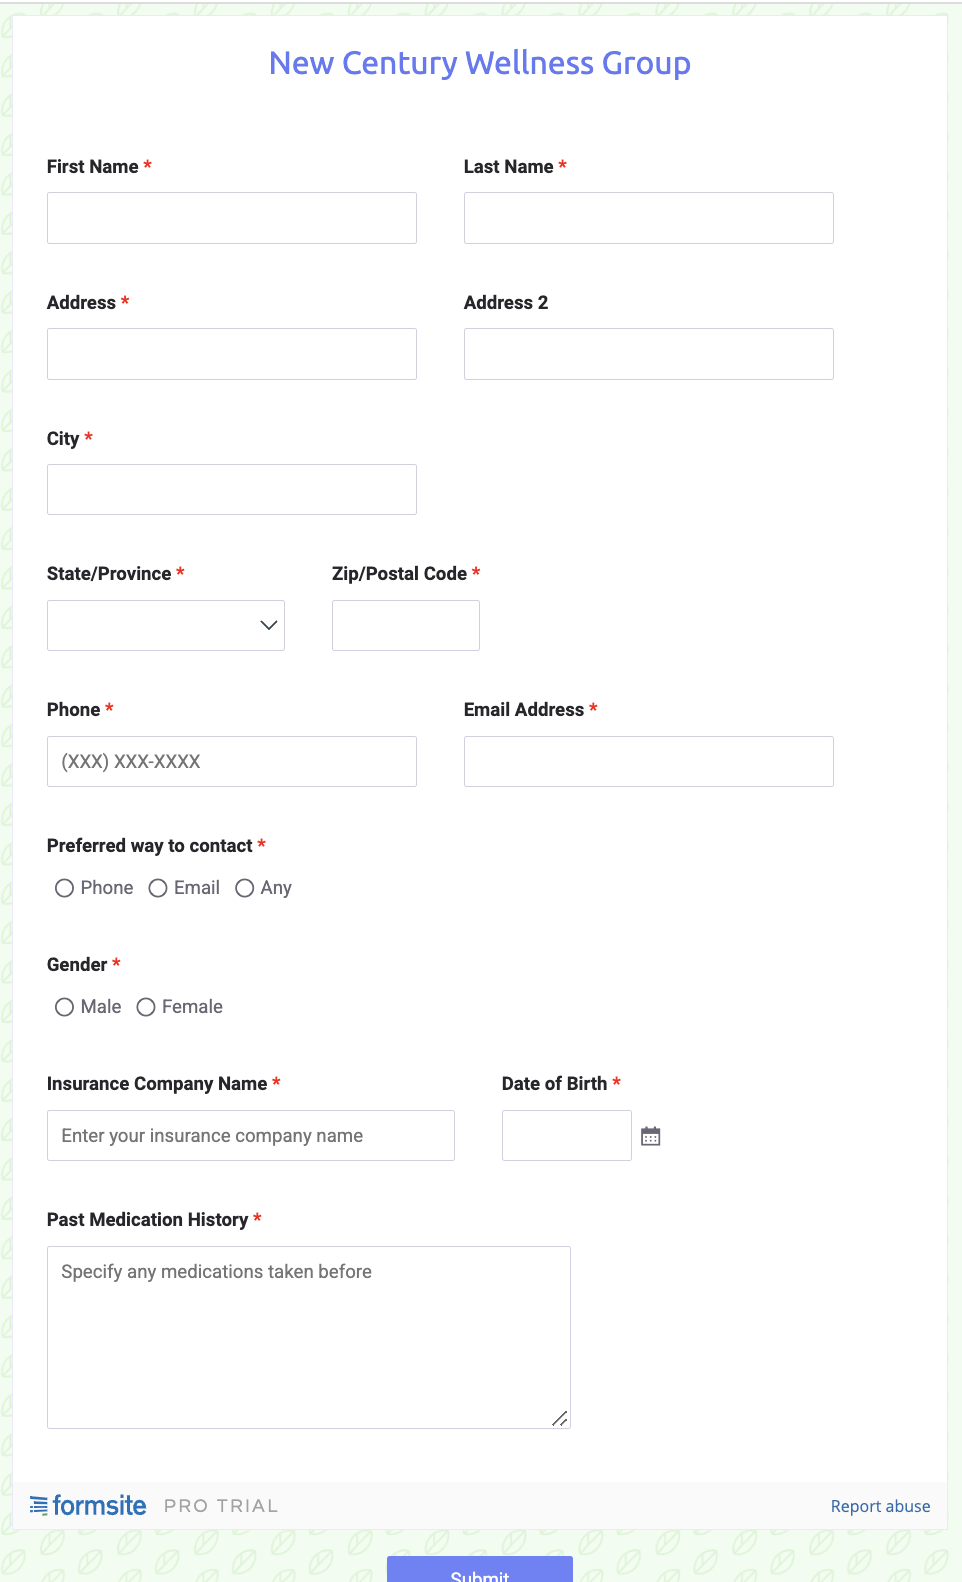 New Century Wellness Group
First Name *
Last Name *
Address *
Address 2
City *
State/Province *
Zip/Postal Code *
Phone *
Email Address *
(XXX) XXX-XXXX
Preferred way to contact *
Phone Email Any
Gender *
Male Female
Insurance Company Name *
Date of Birth *
Enter your insurance company name
Past Medication History *
Specify any medications taken before
formsite PRO TRIAL
Report abuse
Submit